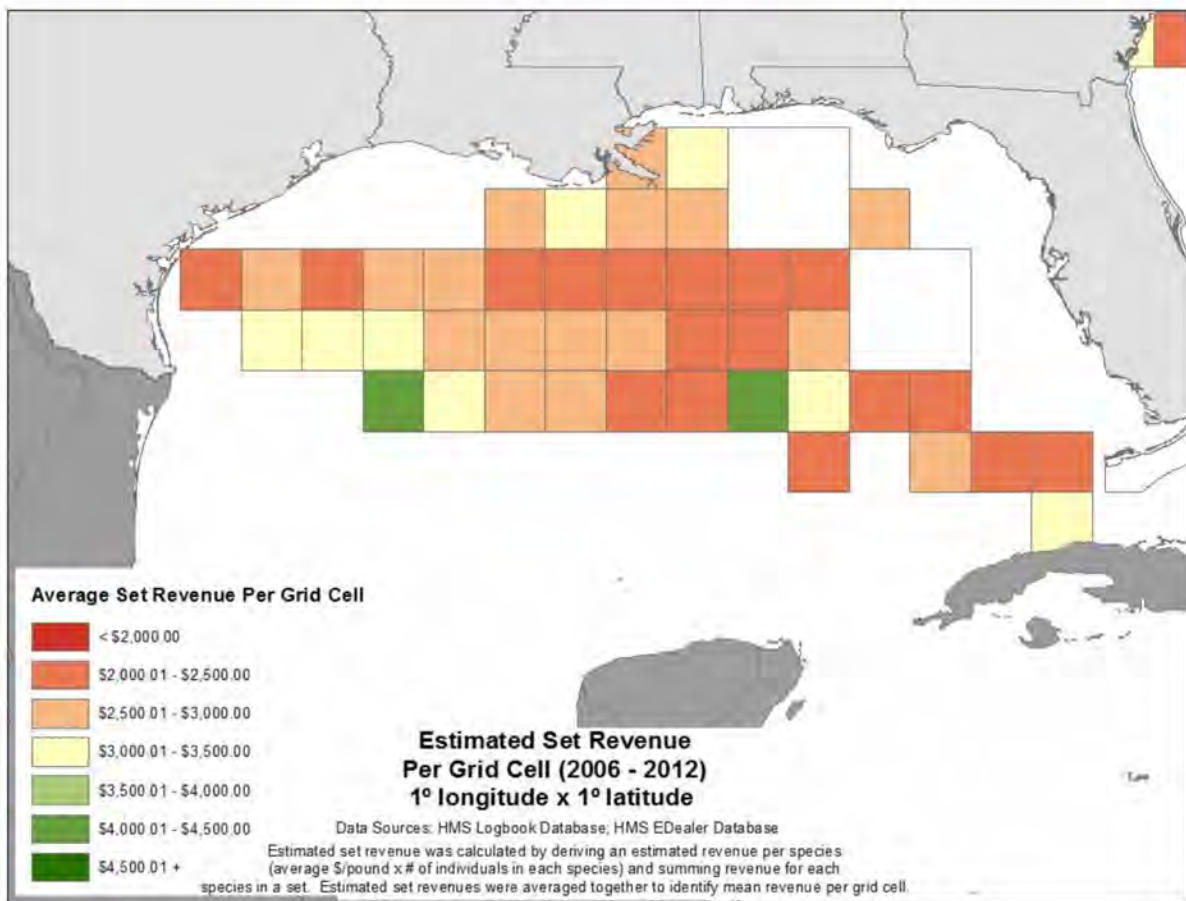 Average Set Revenue Per Grid Cell
< $2,000.00
$2,000.01 - $2,500.00
$2,500.01 - $3,000.00
$3,000.01 - $3,500.00
$3,500.01 - $4,000.00
$4,000.01 - $4,500.00
$4,500.01 +
Estimated Set Revenue
Per Grid Cell (2006 - 2012)
1º longitude x 1º latitude
Data Sources: HMS Logbook Database; HMS EDealer Database
Estimated set revenue was calculated by deriving an estimated revenue per species
(average $/pound x # of individuals in each species) and summing revenue for each
species in a set. Estimated set revenues were averaged together to identify mean revenue per grid cell.